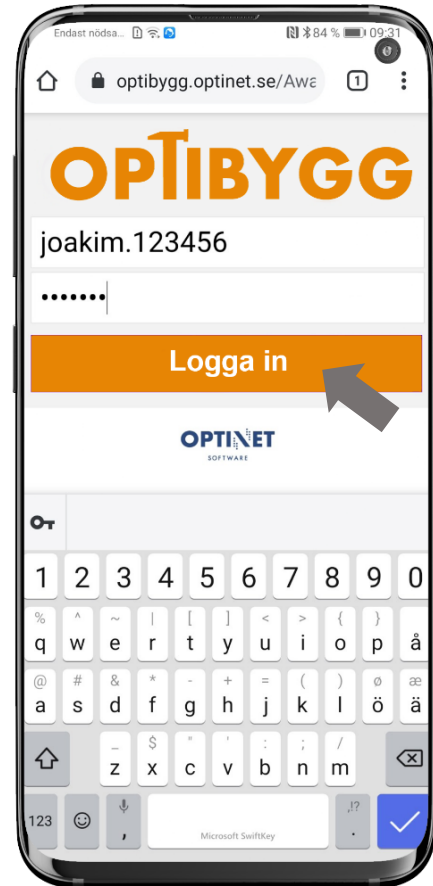 Endast nödsa... 84 % 09:31
optibygg.optinet.se/Awa 1
OPTIBYGG
joakim.123456
•••••••
Logga in
OPTINET
SOFTWARE
1 2 3 4 5 6 7 8 9 0
% ^ ~ | [ ] < > { }
q w e r t y u i o p å
@ # & * - + = ( ) ø æ
a s d f g h j k l ö ä
_ $ " ' : ; /
z x c v b n m
123 , Microsoft SwiftKey ,!? .